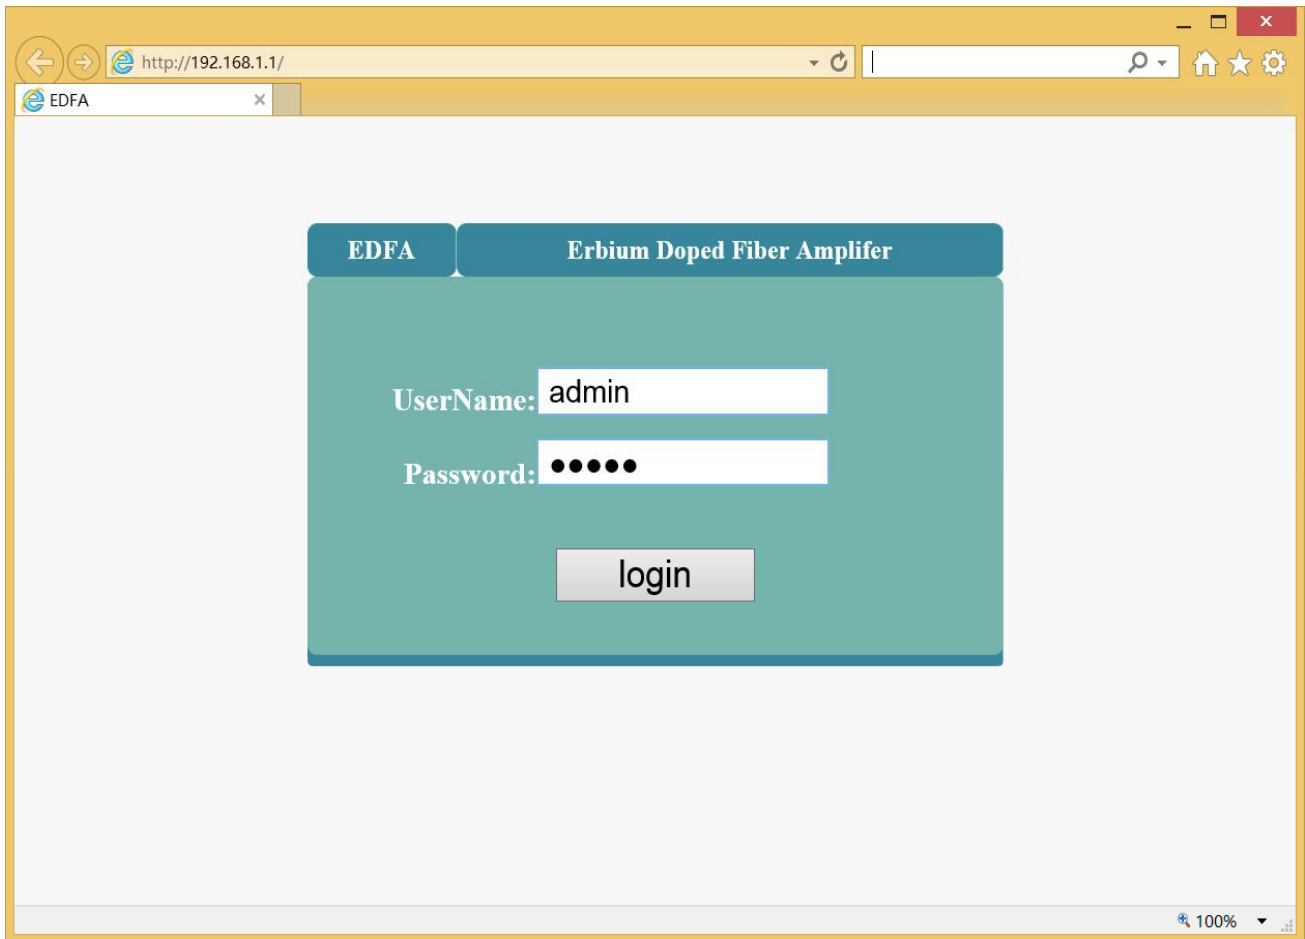 http://192.168.1.1/
EDFA
EDFA Erbium Doped Fiber Amplifer
UserName: admin
Password: ●●●●●
login
100%